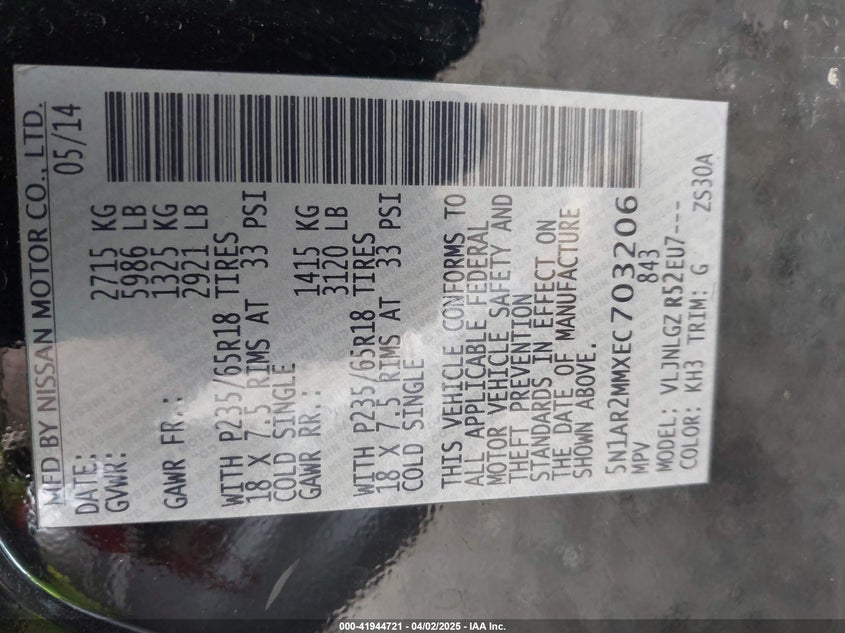 MFD BY NISSAN MOTOR CO., LTD.
DATE: 05/14
GVWR: 2715 KG
5986 LB
GAWR FR.: 1325 KG
2921 LB
WITH P235/65R18 TIRES
18 X 7.5 RIMS AT 33 PSI
COLD SINGLE
GAWR RR.: 1415 KG
3120 LB
WITH P235/65R18 TIRES
18 X 7.5 RIMS AT 33 PSI
COLD SINGLE
THIS VEHICLE CONFORMS TO
ALL APPLICABLE FEDERAL
MOTOR VEHICLE SAFETY AND
THEFT PREVENTION
STANDARDS IN EFFECT ON
THE DATE OF MANUFACTURE
SHOWN ABOVE.
5N1AR2MMXEC703206
MPV 843
MODEL: VLJNLGZ R52EU7---
COLOR: KH3 TRIM: G ZS30A
000-41944721 | 04/02/2025 - IAA Inc.